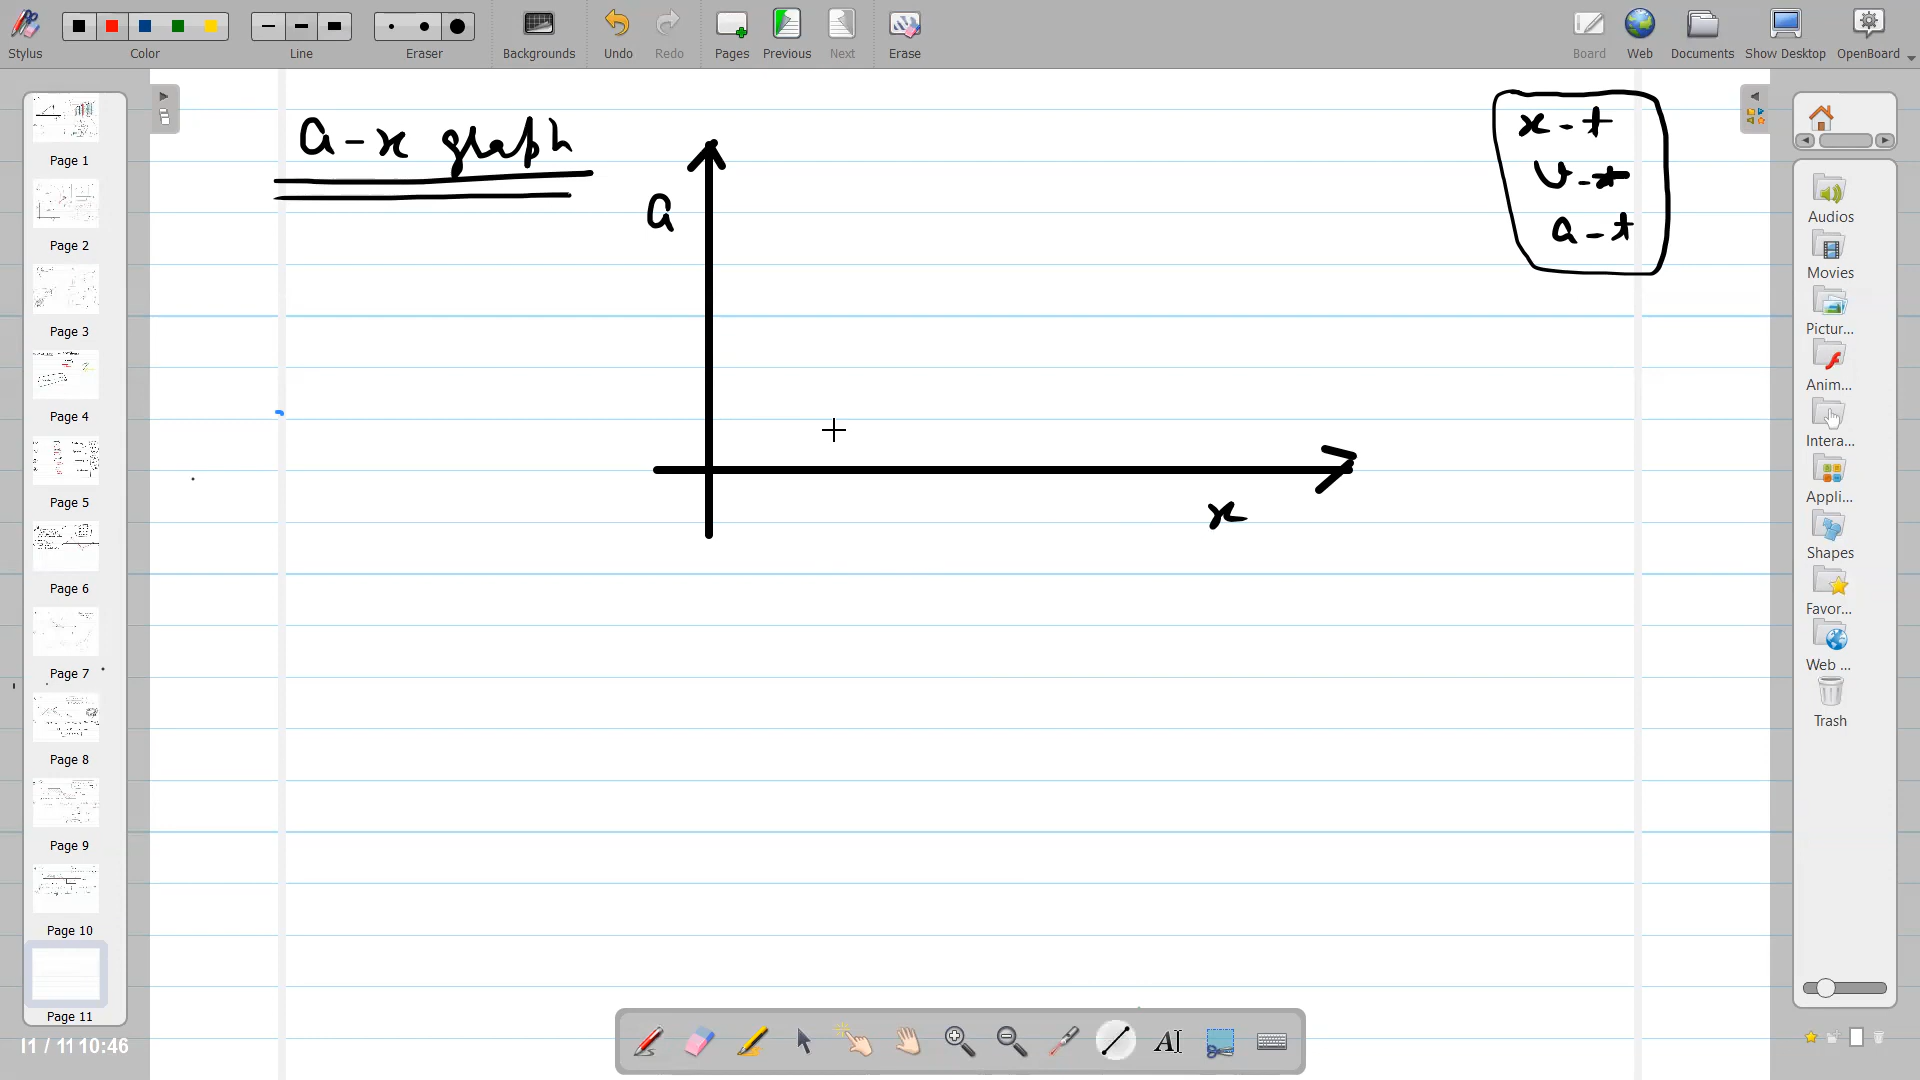 Stylus
Color
Line
Eraser
Backgrounds
Undo
Redo
Pages
Previous
Next
Erase
Board
Web
Documents
Show Desktop
OpenBoard
a - x graph
a
x
x - t
v - t
a - t
Page 1
Page 2
Page 3
Page 4
Page 5
Page 6
Page 7
Page 8
Page 9
Page 10
Page 11
11 / 11 10:46
Audios
Movies
Pictur...
Anim...
Intera...
Appli...
Shapes
Favor...
Web ...
Trash